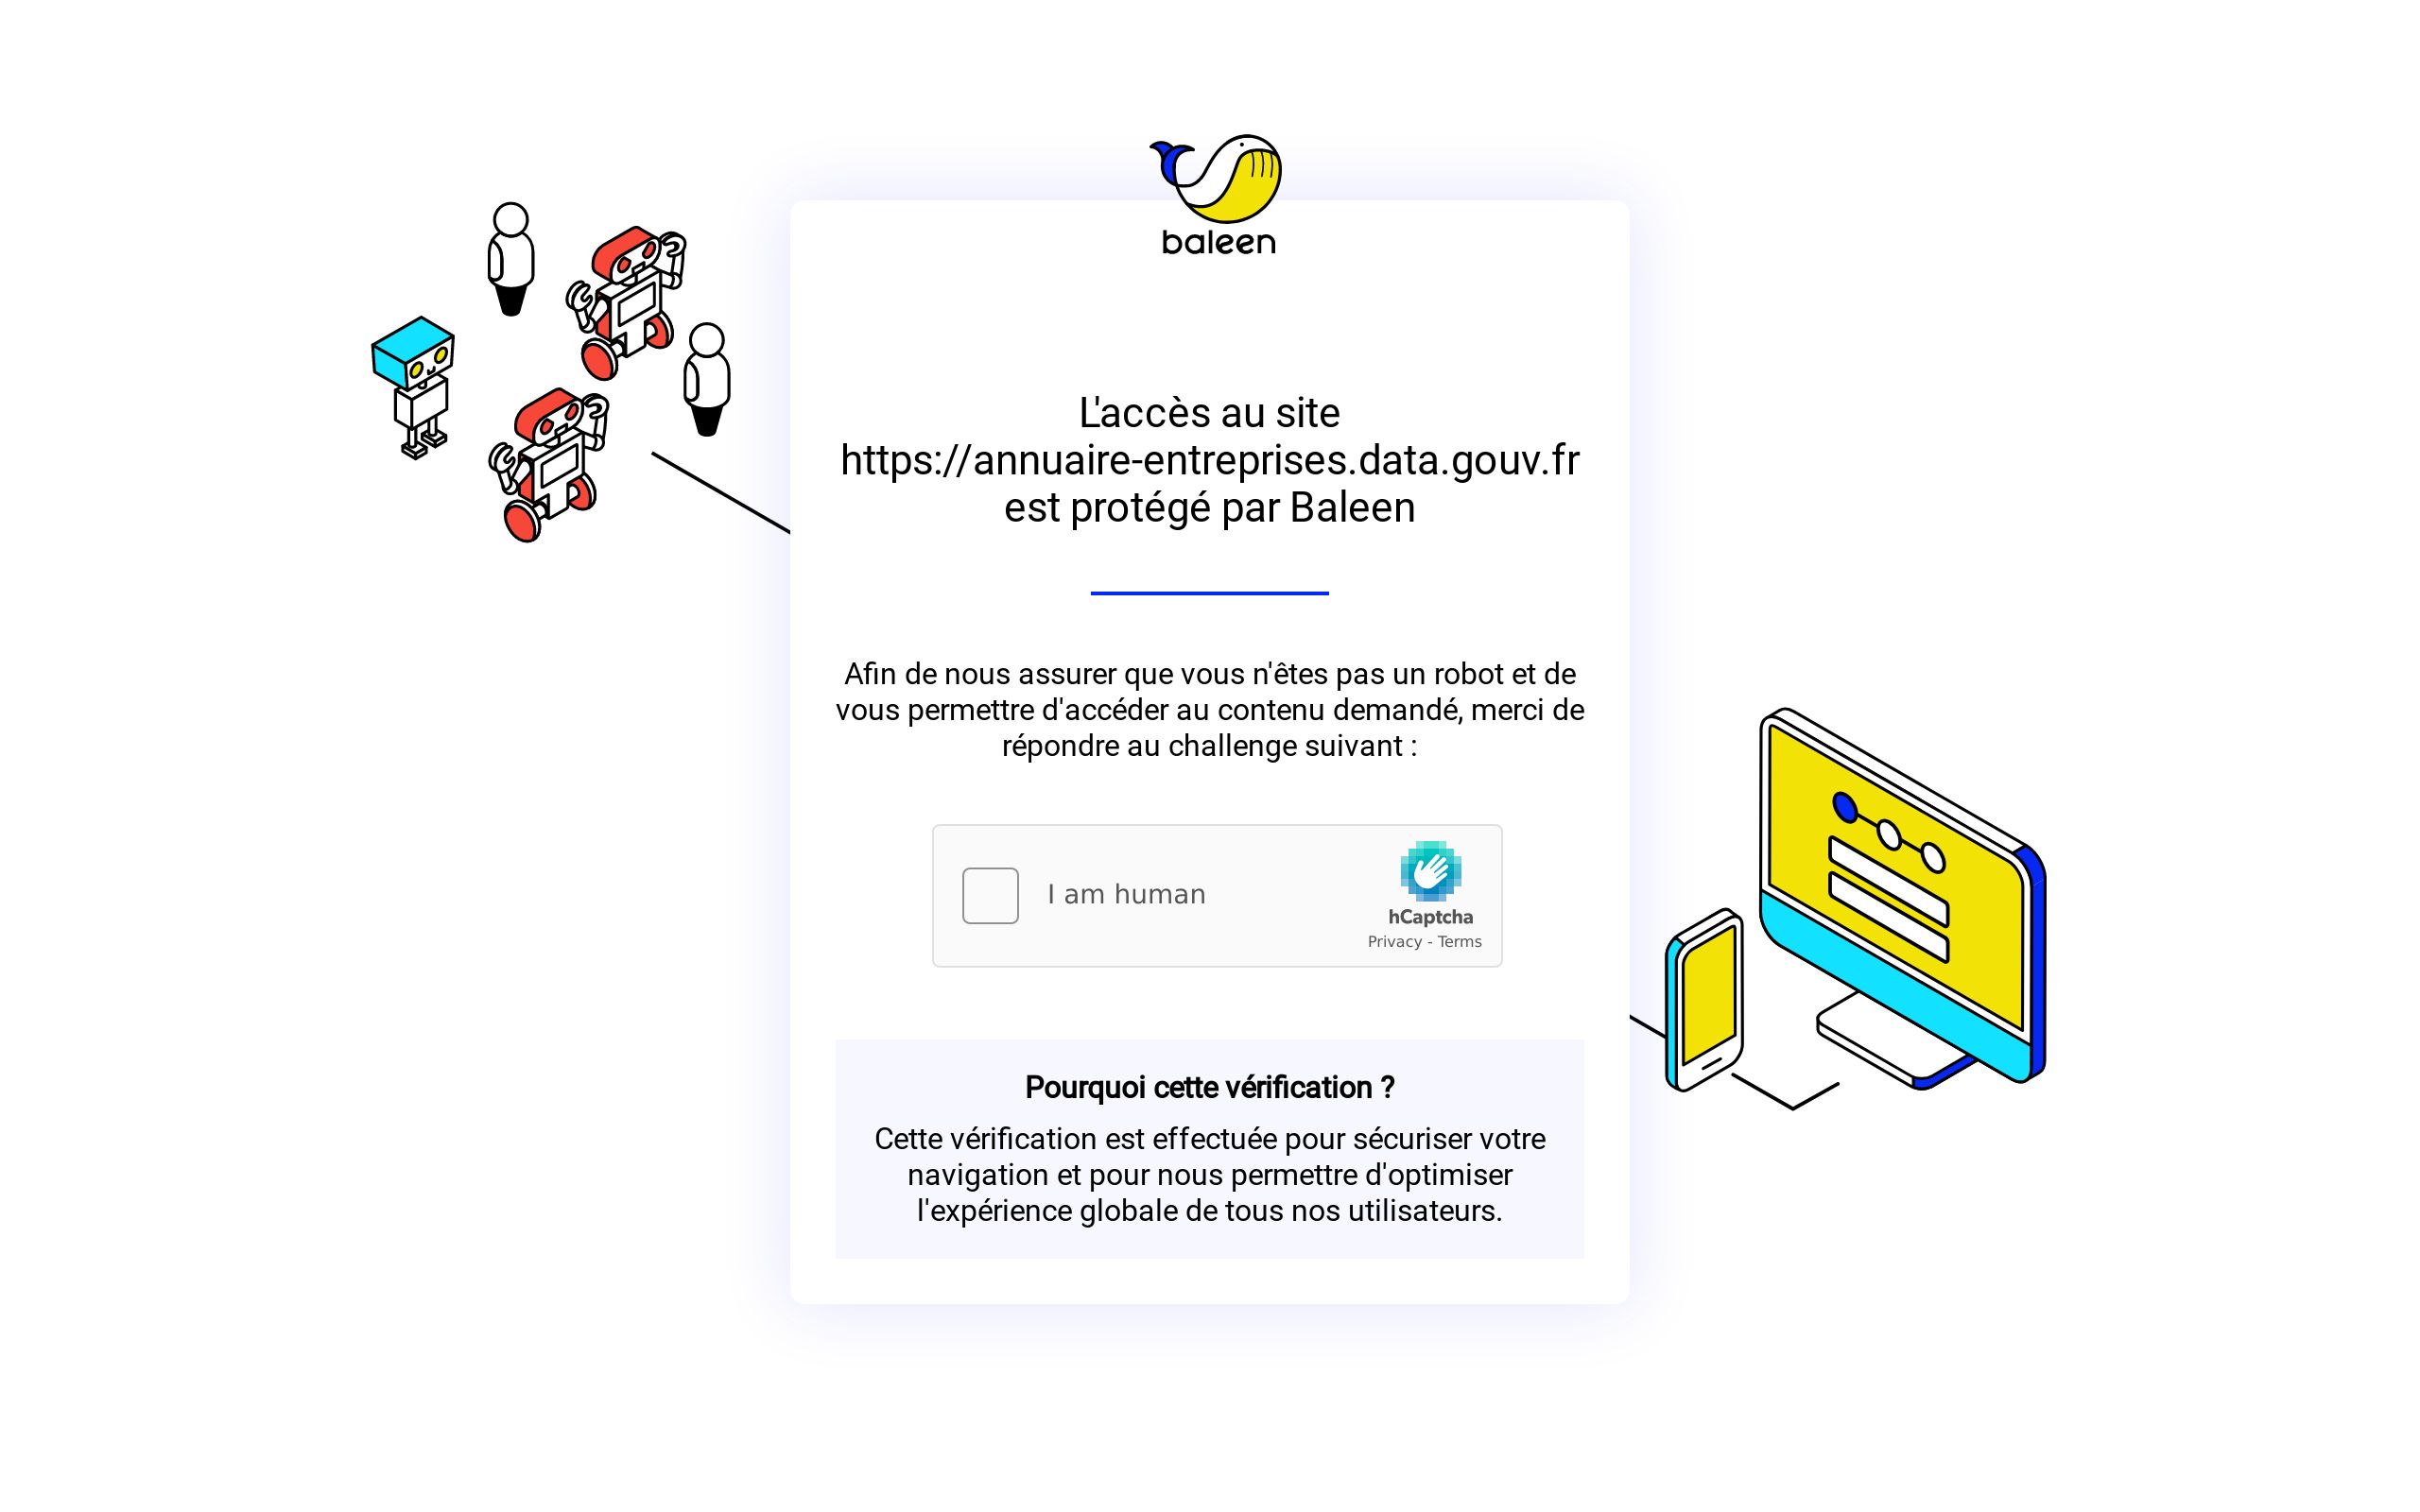 baleen
L'accès au site
https://annuaire-entreprises.data.gouv.fr
est protégé par Baleen
Afin de nous assurer que vous n'êtes pas un robot et de
vous permettre d'accéder au contenu demandé, merci de
répondre au challenge suivant :
I am human
hCaptcha
Privacy - Terms
Pourquoi cette vérification ?
Cette vérification est effectuée pour sécuriser votre
navigation et pour nous permettre d'optimiser
l'expérience globale de tous nos utilisateurs.